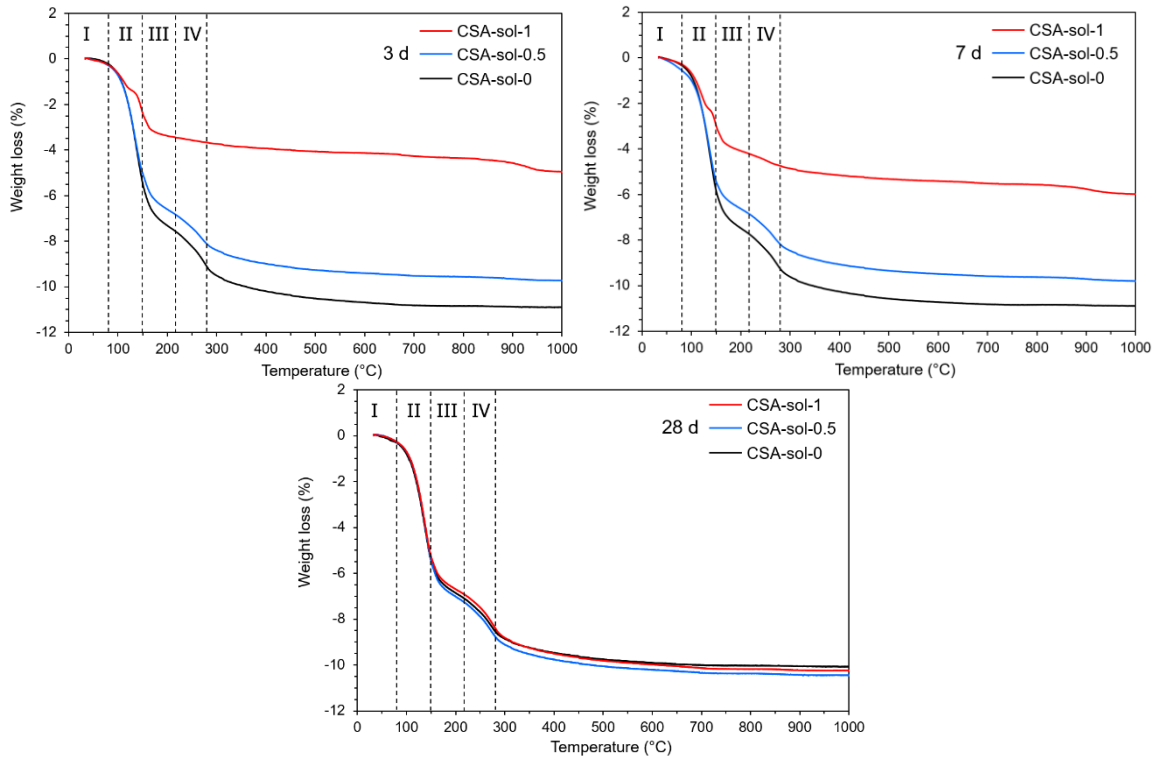 2
0
-2
-4
-6
-8
-10
-12
Weight loss (%)
I II III IV
3 d
CSA-sol-1
CSA-sol-0.5
CSA-sol-0
0 100 200 300 400 500 600 700 800 900 1000
Temperature (°C)
2
0
-2
-4
-6
-8
-10
-12
Weight loss (%)
I II III IV
7 d
CSA-sol-1
CSA-sol-0.5
CSA-sol-0
0 100 200 300 400 500 600 700 800 900 1000
Temperature (°C)
2
0
-2
-4
-6
-8
-10
-12
Weight loss (%)
I II III IV
28 d
CSA-sol-1
CSA-sol-0.5
CSA-sol-0
0 100 200 300 400 500 600 700 800 900 1000
Temperature (°C)